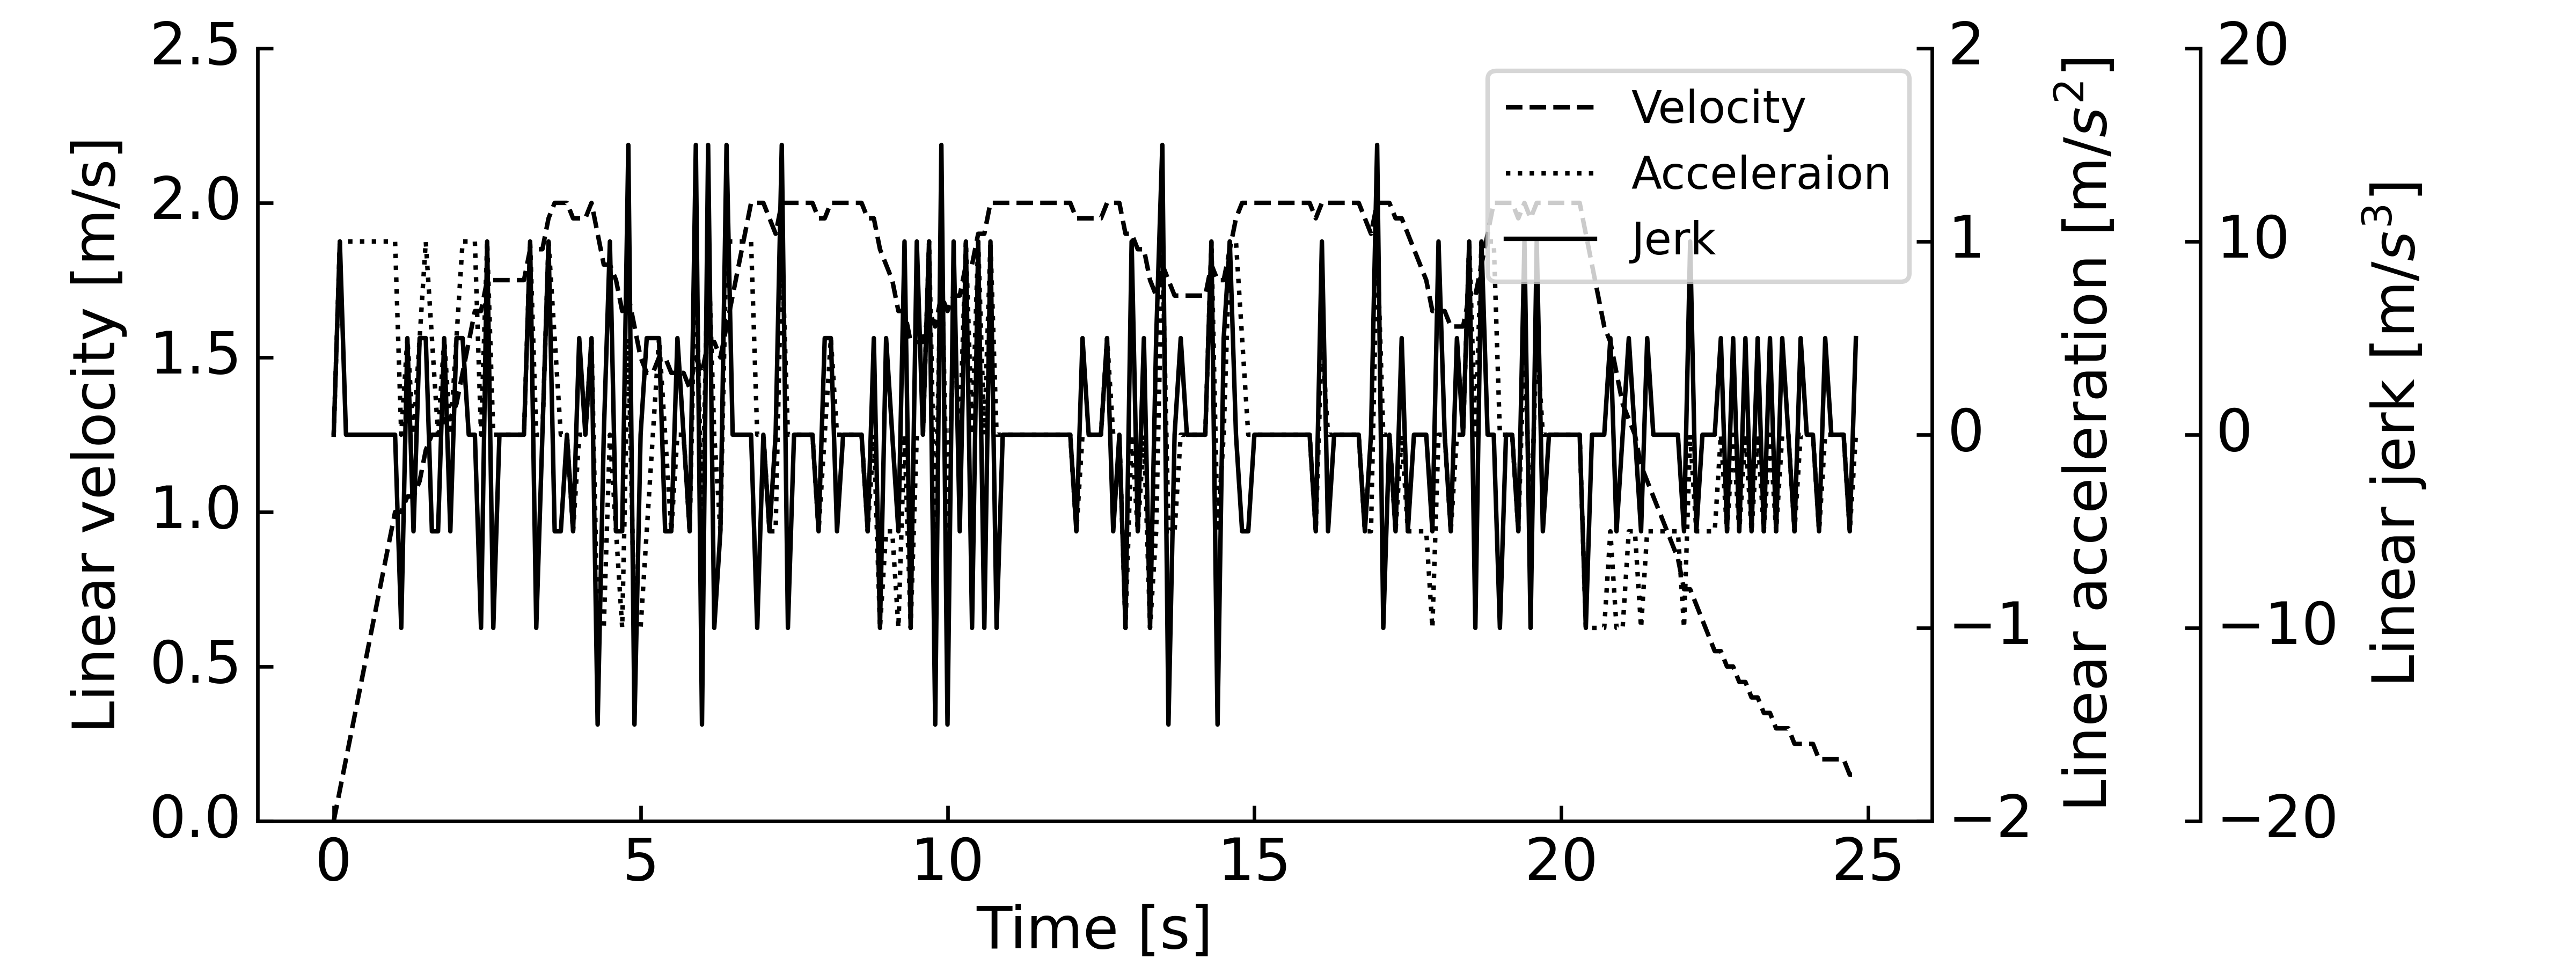 Linear velocity [m/s]
2.5
2.0
1.5
1.0
0.5
0.0
0 5 10 15 20 25
Time [s]
Velocity
Acceleraion
Jerk
2
1
0
−1
−2
Linear acceleration [m/s²]
20
10
0
−10
−20
Linear jerk [m/s³]